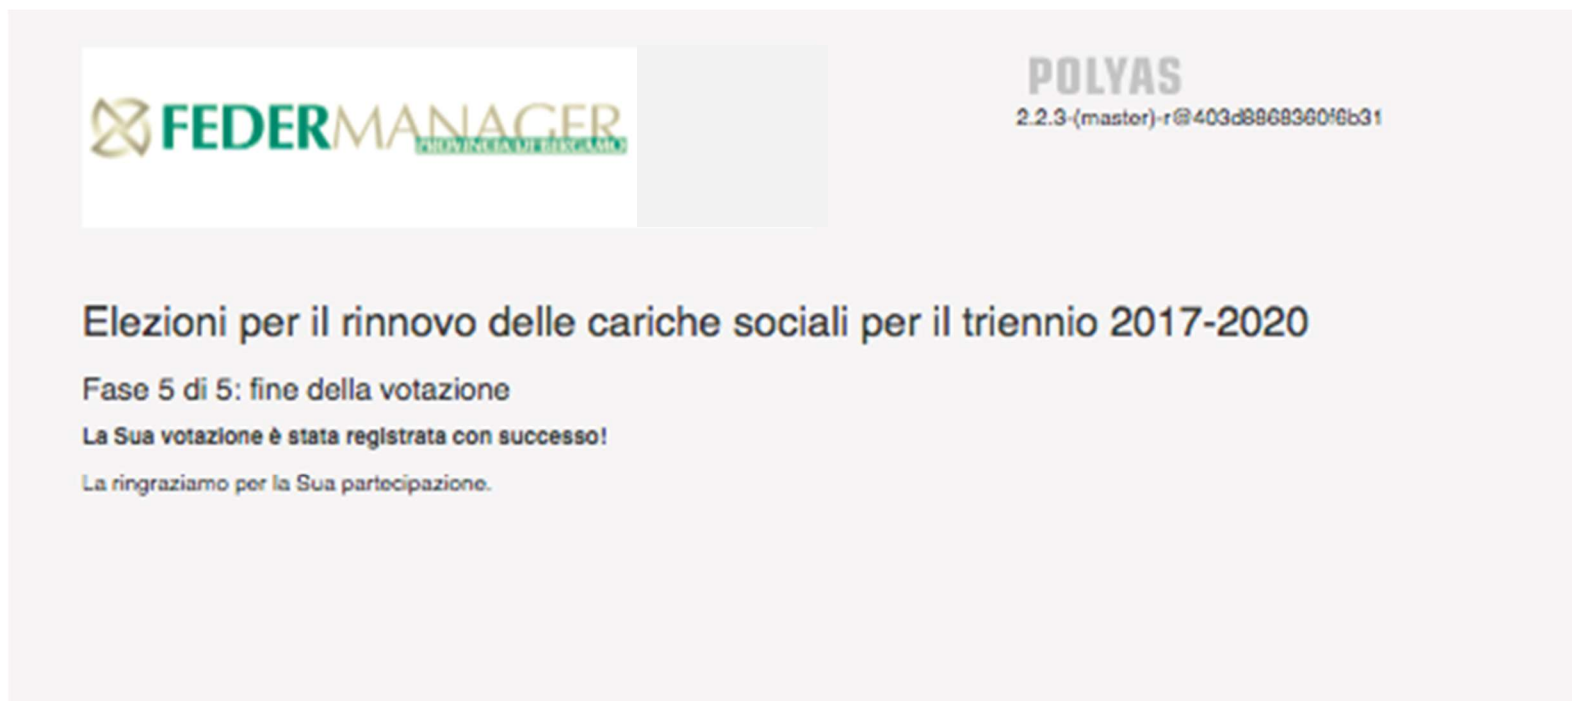 FEDERMANAGER
PROVINCIA DI BERGAMO
POLYAS
2.2.3-(master)-r@403d8868360f6b31
Elezioni per il rinnovo delle cariche sociali per il triennio 2017-2020
Fase 5 di 5: fine della votazione
La Sua votazione è stata registrata con successo!
La ringraziamo per la Sua partecipazione.